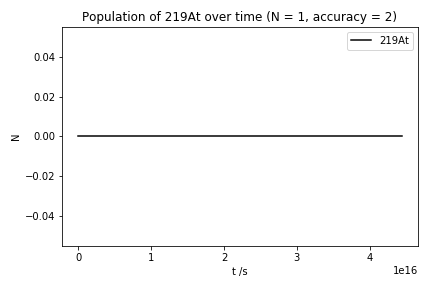 Population of 219At over time (N = 1, accuracy = 2)
219At
0.04
0.02
0.00
−0.02
−0.04
N
0 1 2 3 4
1e16
t /s